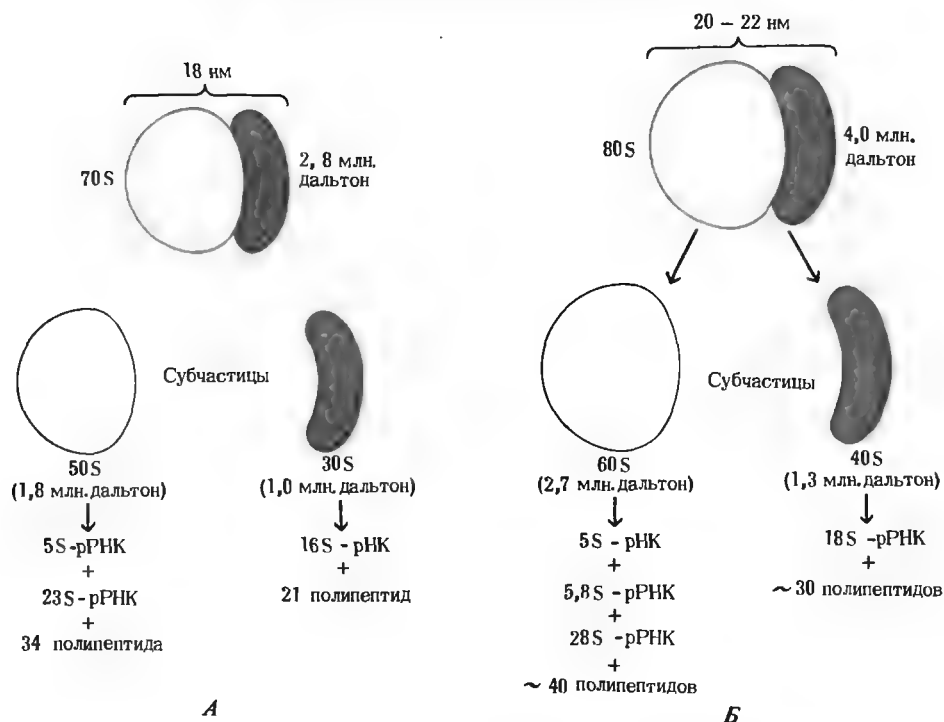 18 нм
70 S
2, 8 млн.
дальтон
Субчастицы
50S
(1,8 млн.дальтон)
5S-рРНК
+
23S-рРНК
+
34 полипептида
30S
(1,0 млн.дальтон)
16S - рНК
+
21 полипептид
А
20 – 22 нм
80S
4,0 млн.
дальтон
Субчастицы
60S
(2,7 млн.дальтон)
5S - рНК
+
5,8S - рРНК
+
28S - рРНК
+
~ 40 полипептидов
40S
(1,3 млн.дальтон)
18S - рРНК
+
~ 30 полипептидов
Б